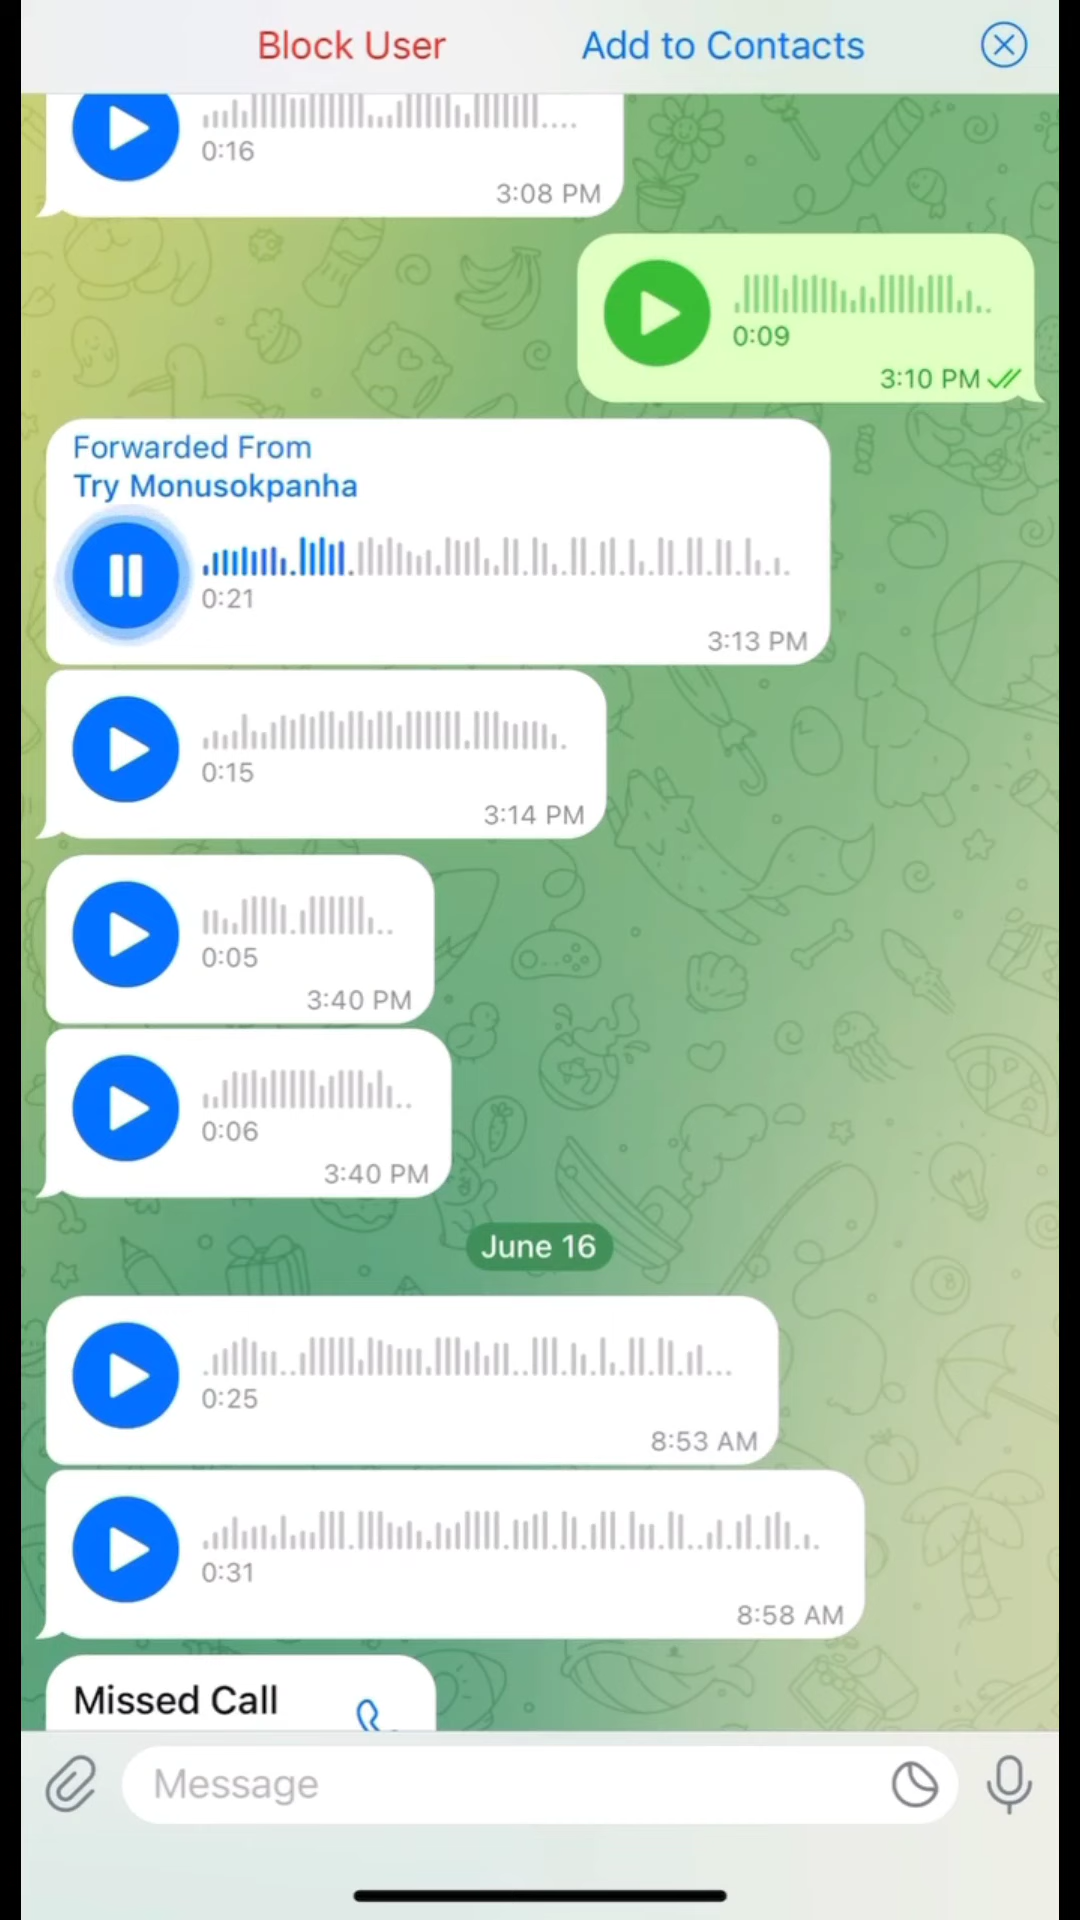 Block User
Add to Contacts
0:16
3:08 PM
0:09
3:10 PM
Forwarded From
Try Monusokpanha
0:21
3:13 PM
0:15
3:14 PM
0:05
3:40 PM
0:06
3:40 PM
June 16
0:25
8:53 AM
0:31
8:58 AM
Missed Call
Message